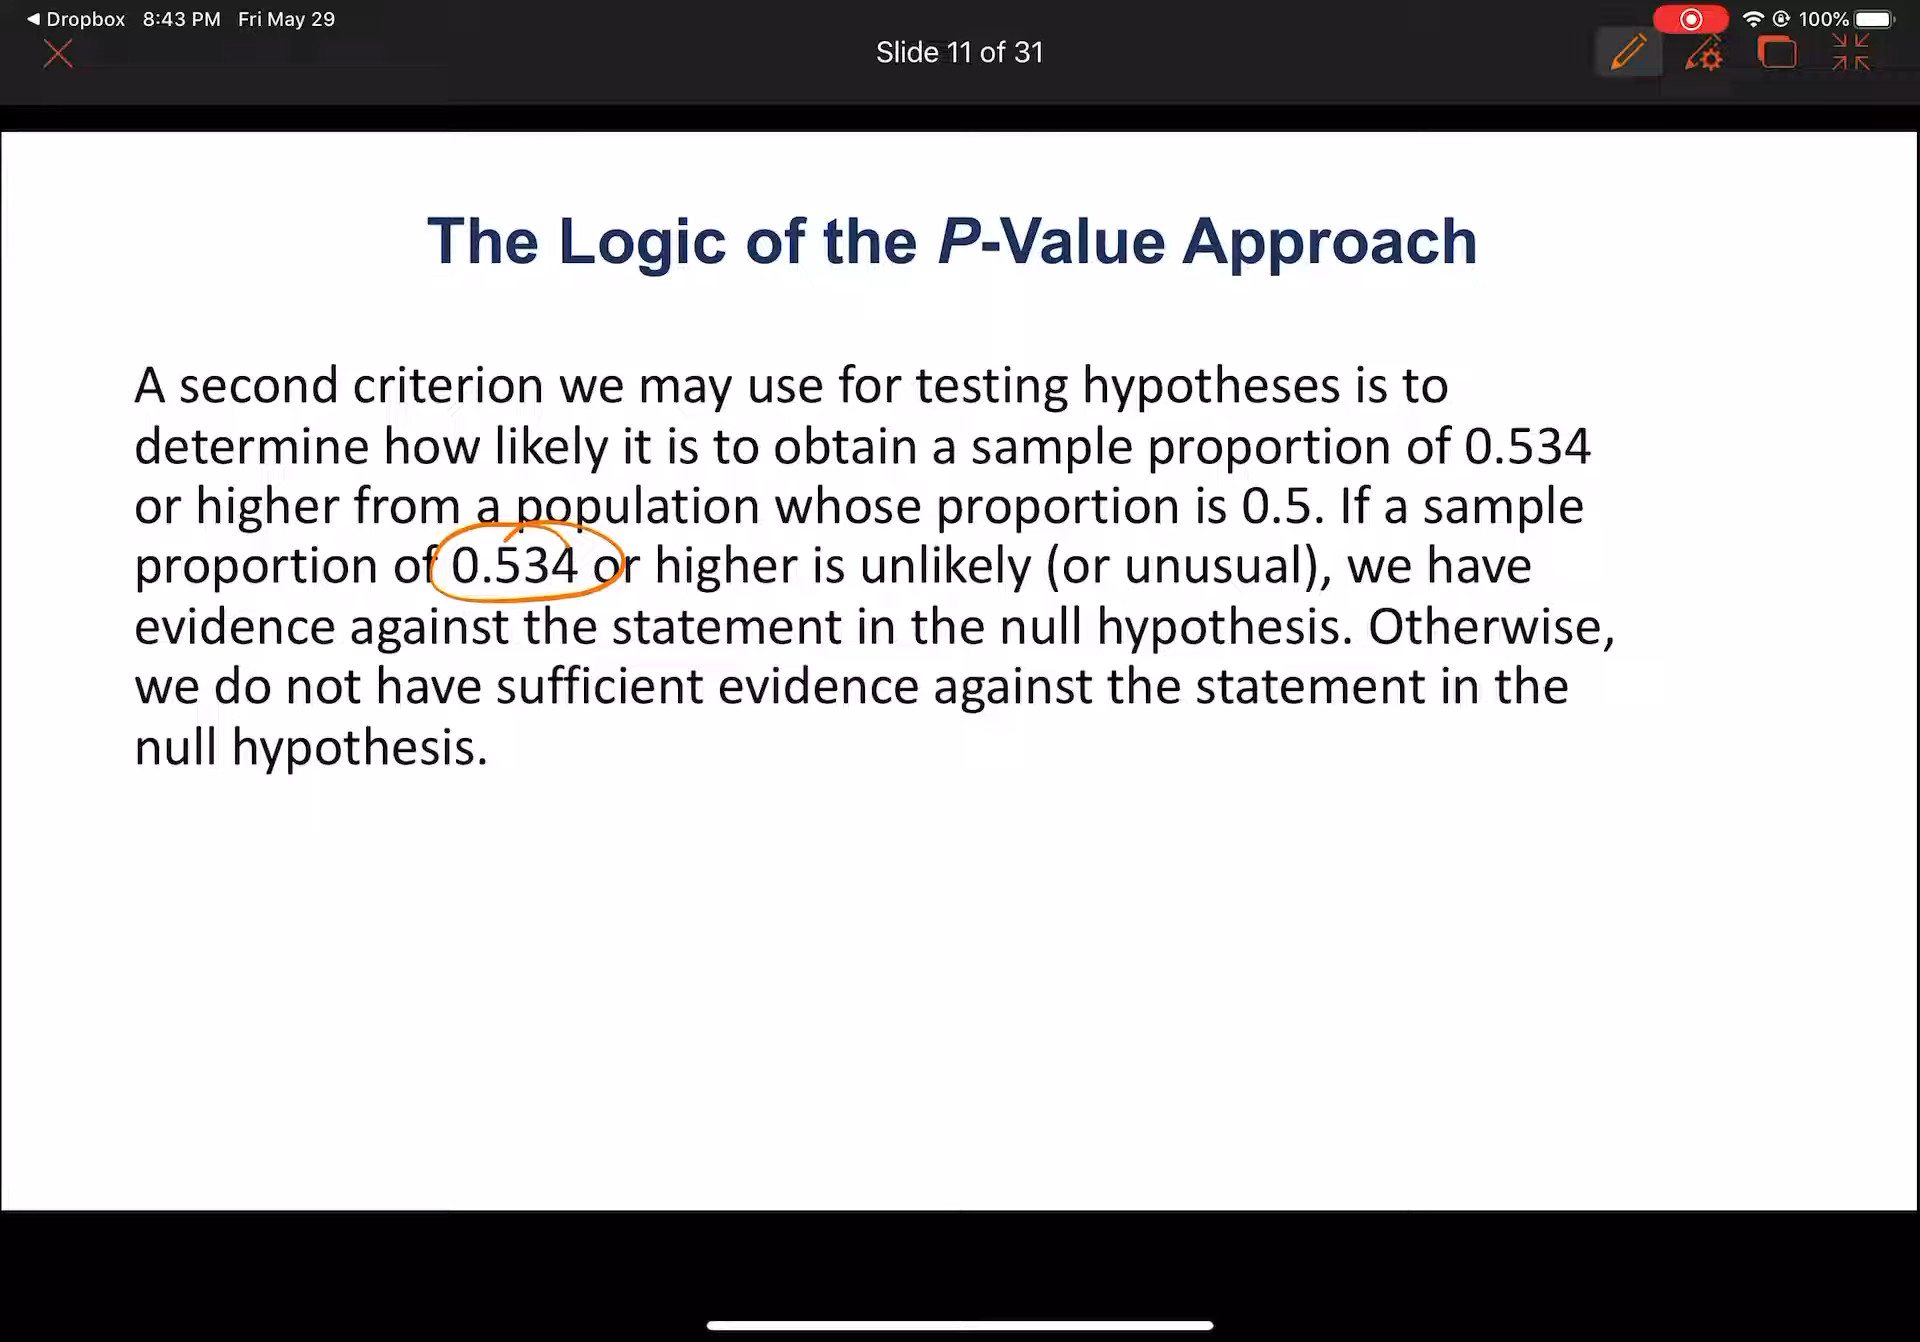 Dropbox 8:43 PM Fri May 29 100%
Slide 11 of 31
The Logic of the P-Value Approach
A second criterion we may use for testing hypotheses is to
determine how likely it is to obtain a sample proportion of 0.534
or higher from a population whose proportion is 0.5. If a sample
proportion of 0.534 or higher is unlikely (or unusual), we have
evidence against the statement in the null hypothesis. Otherwise,
we do not have sufficient evidence against the statement in the
null hypothesis.